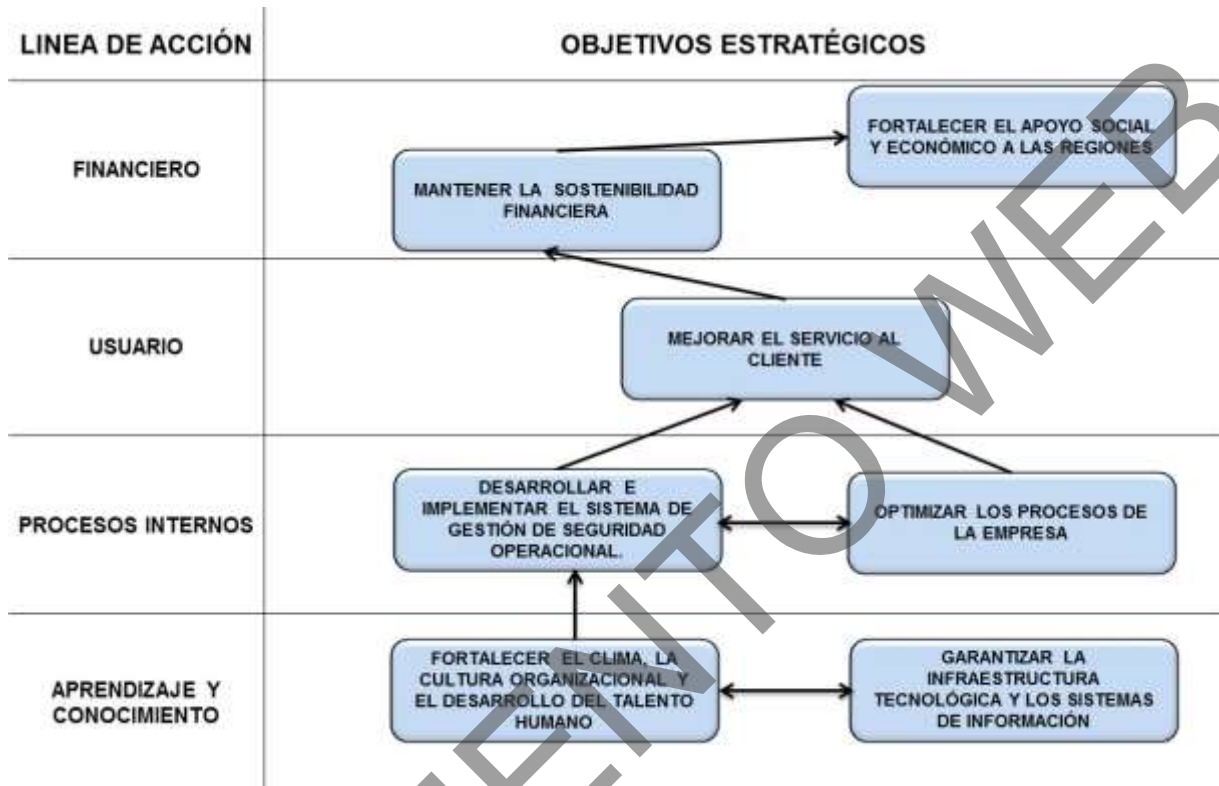 LINEA DE ACCIÓN
OBJETIVOS ESTRATÉGICOS
FINANCIERO
FORTALECER EL APOYO SOCIAL
Y ECONÓMICO A LAS REGIONES
MANTENER LA SOSTENIBILIDAD
FINANCIERA
USUARIO
MEJORAR EL SERVICIO AL
CLIENTE
PROCESOS INTERNOS
DESARROLLAR E
IMPLEMENTAR EL SISTEMA DE
GESTIÓN DE SEGURIDAD
OPERACIONAL.
OPTIMIZAR LOS PROCESOS DE
LA EMPRESA
APRENDIZAJE Y
CONOCIMIENTO
FORTALECER EL CLIMA, LA
CULTURA ORGANIZACIONAL Y
EL DESARROLLO DEL TALENTO
HUMANO
GARANTIZAR LA
INFRAESTRUCTURA
TECNOLÓGICA Y LOS SISTEMAS
DE INFORMACIÓN
ENTO WEB